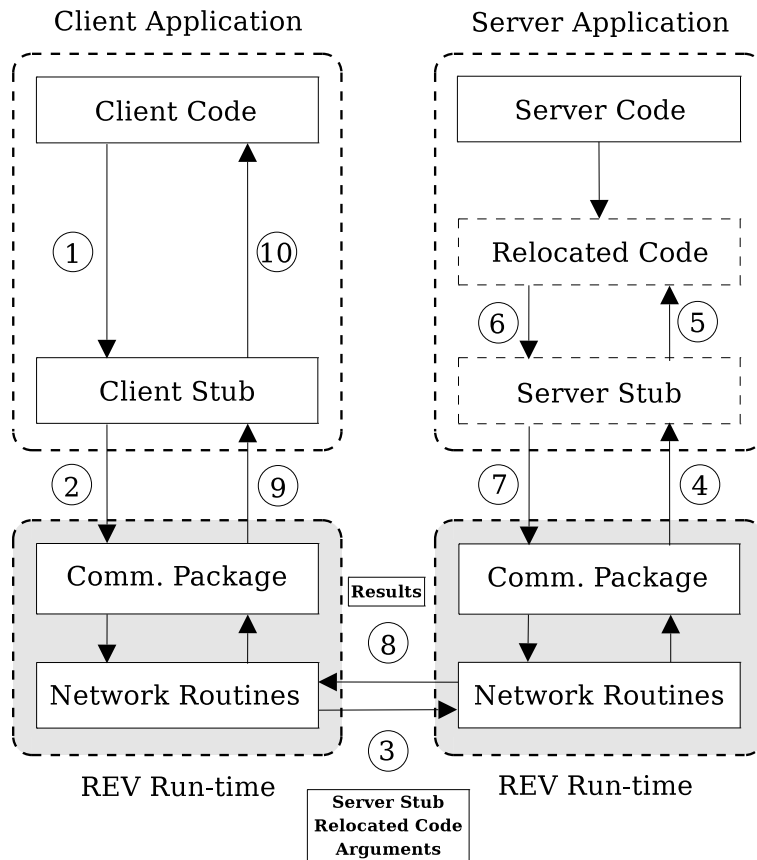 Client Application
Server Application
Client Code
Server Code
1
10
Relocated Code
6
5
Client Stub
Server Stub
2
9
7
4
Comm. Package
Comm. Package
Results
8
Network Routines
Network Routines
3
REV Run-time
REV Run-time
Server Stub
Relocated Code
Arguments